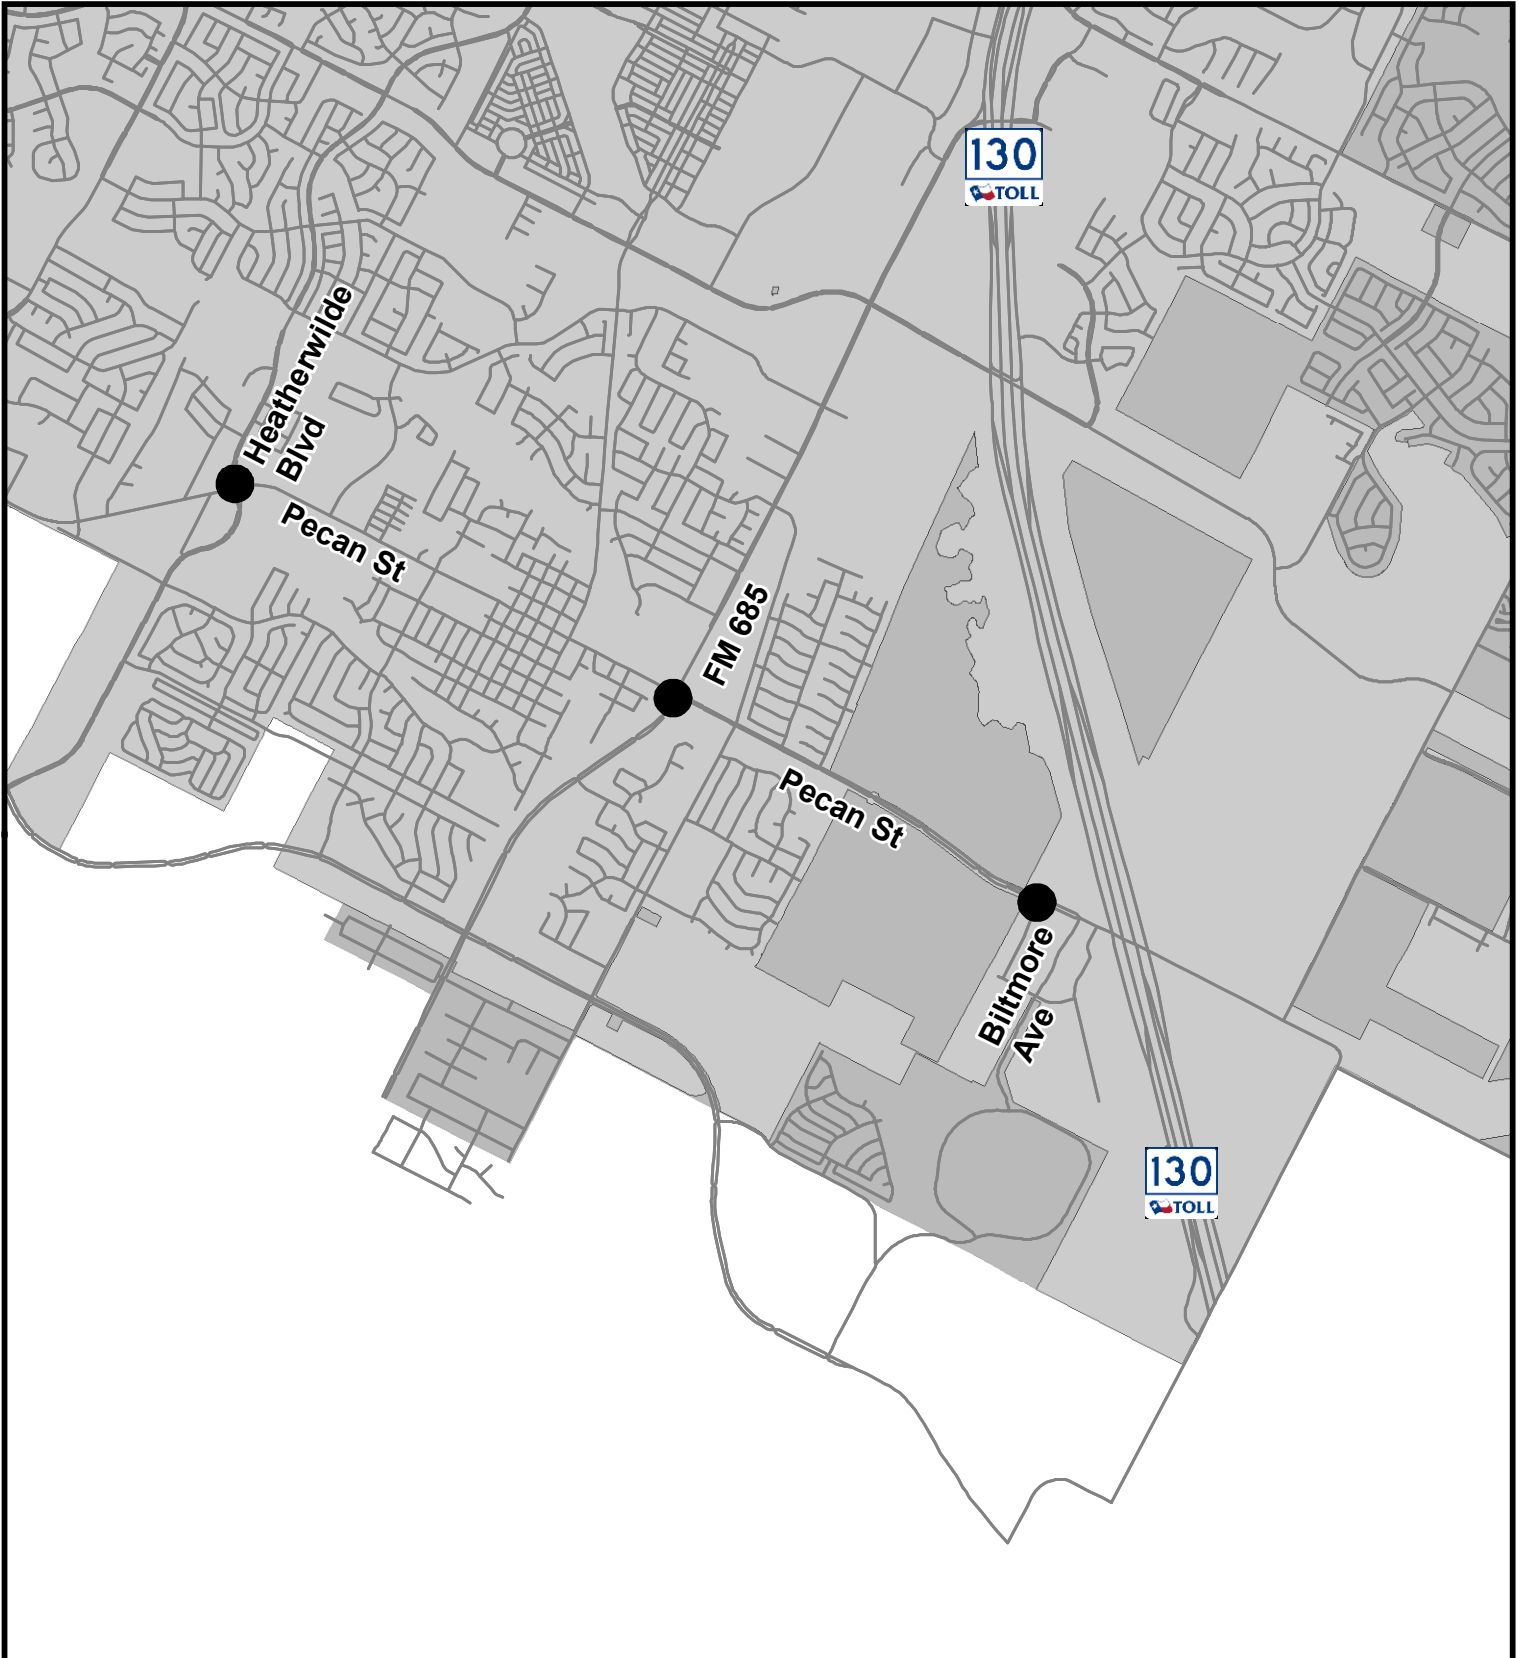 130
TOLL
Heatherwilde
Blvd
Pecan St
FM 685
Pecan St
Biltmore
Ave
130
TOLL